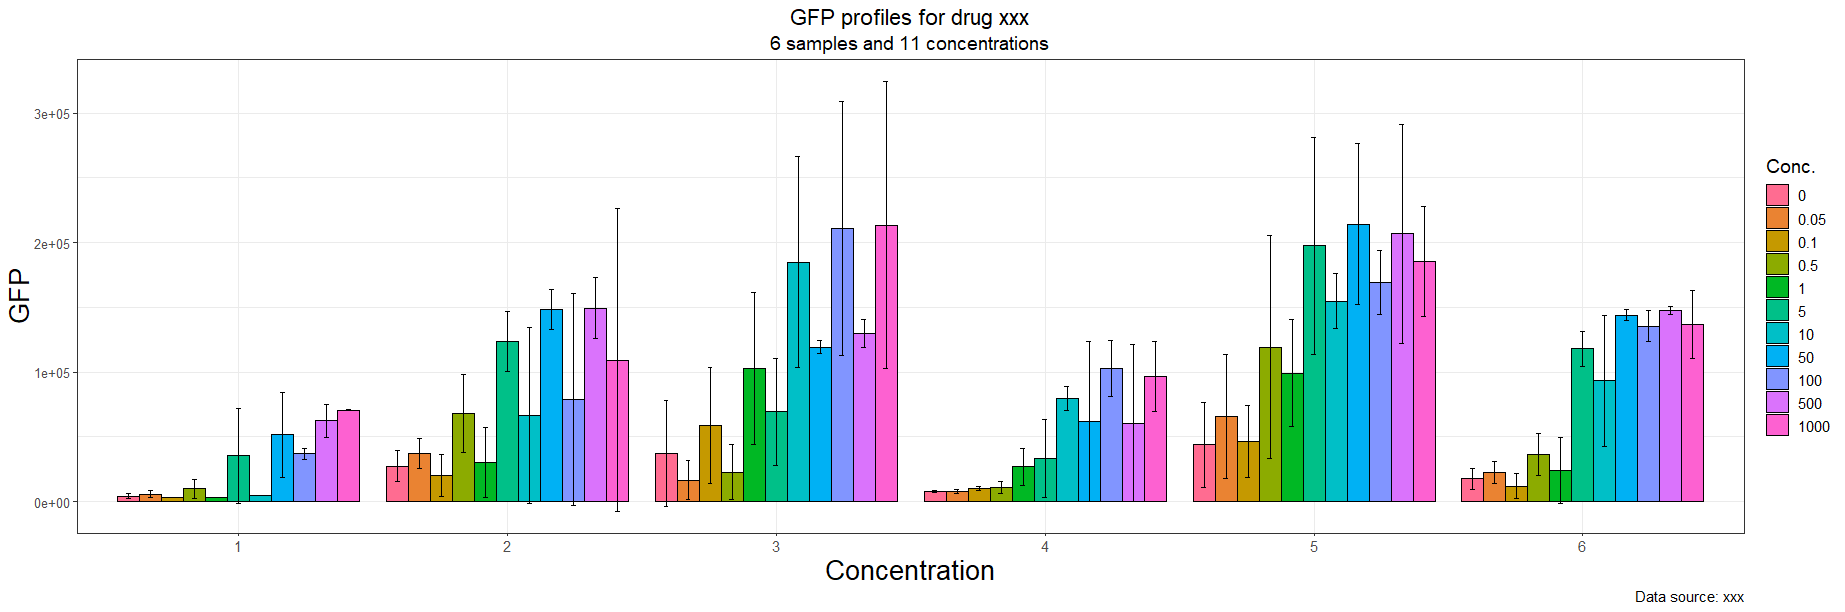 GFP profiles for drug xxx
6 samples and 11 concentrations
GFP
3e+05
2e+05
1e+05
0e+00
1 2 3 4 5 6
Concentration
Conc.
0
0.05
0.1
0.5
1
5
10
50
100
500
1000
Data source: xxx